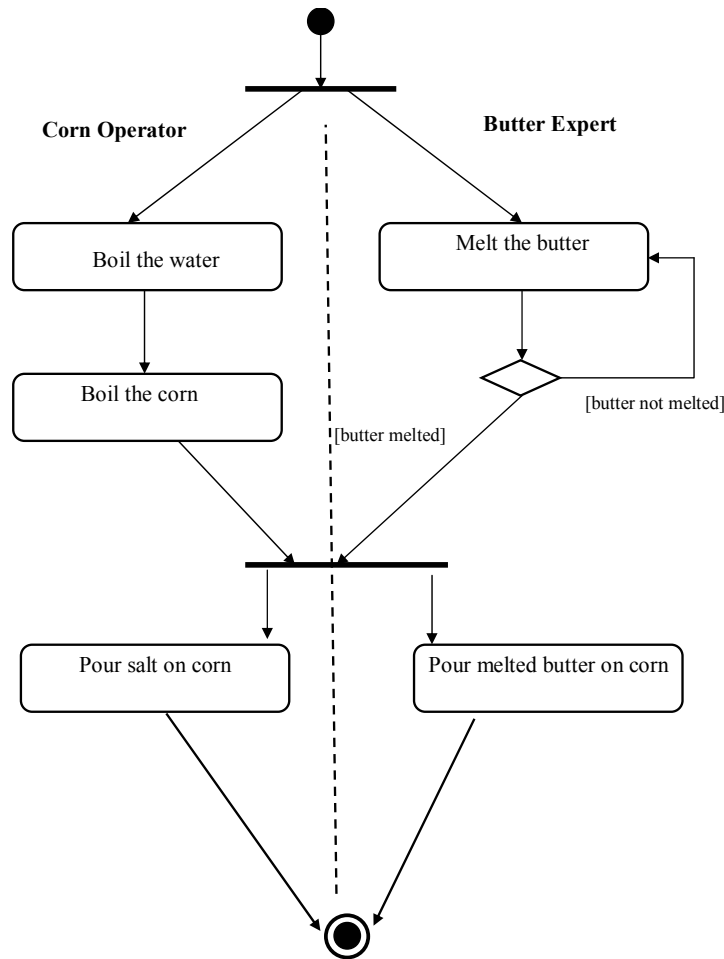 Corn Operator
Butter Expert
Boil the water
Melt the butter
Boil the corn
[butter not melted]
[butter melted]
Pour salt on corn
Pour melted butter on corn